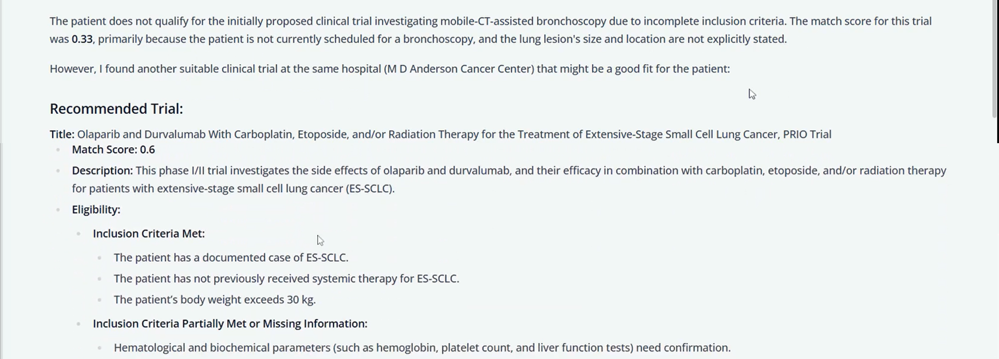 The patient does not qualify for the initially proposed clinical trial investigating mobile-CT-assisted bronchoscopy due to incomplete inclusion criteria. The match score for this trial
was 0.33, primarily because the patient is not currently scheduled for a bronchoscopy, and the lung lesion's size and location are not explicitly stated.
However, I found another suitable clinical trial at the same hospital (M D Anderson Cancer Center) that might be a good fit for the patient:
Recommended Trial:
Title: Olaparib and Durvalumab With Carboplatin, Etoposide, and/or Radiation Therapy for the Treatment of Extensive-Stage Small Cell Lung Cancer, PRIO Trial
Match Score: 0.6
Description: This phase I/II trial investigates the side effects of olaparib and durvalumab, and their efficacy in combination with carboplatin, etoposide, and/or radiation therapy
for patients with extensive-stage small cell lung cancer (ES-SCLC).
Eligibility:
Inclusion Criteria Met:
The patient has a documented case of ES-SCLC.
The patient has not previously received systemic therapy for ES-SCLC.
The patient’s body weight exceeds 30 kg.
Inclusion Criteria Partially Met or Missing Information:
Hematological and biochemical parameters (such as hemoglobin, platelet count, and liver function tests) need confirmation.